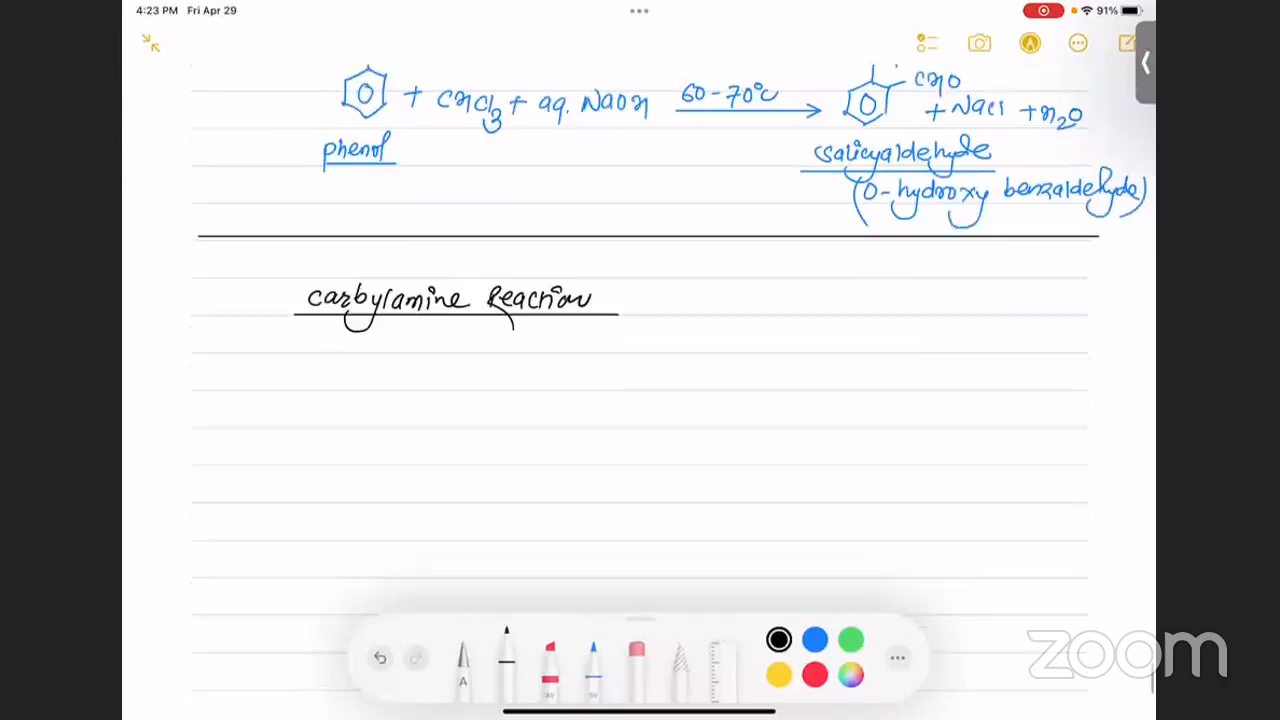 4:23 PM Fri Apr 29
91%
+ CHCl3 + aq. NaOH 60-70°C CHO
+ NaCl + H2O
phenol
Salicyaldehyde
(O-hydroxy benzaldehyde)
Carbylamine Reaction
A
zoom